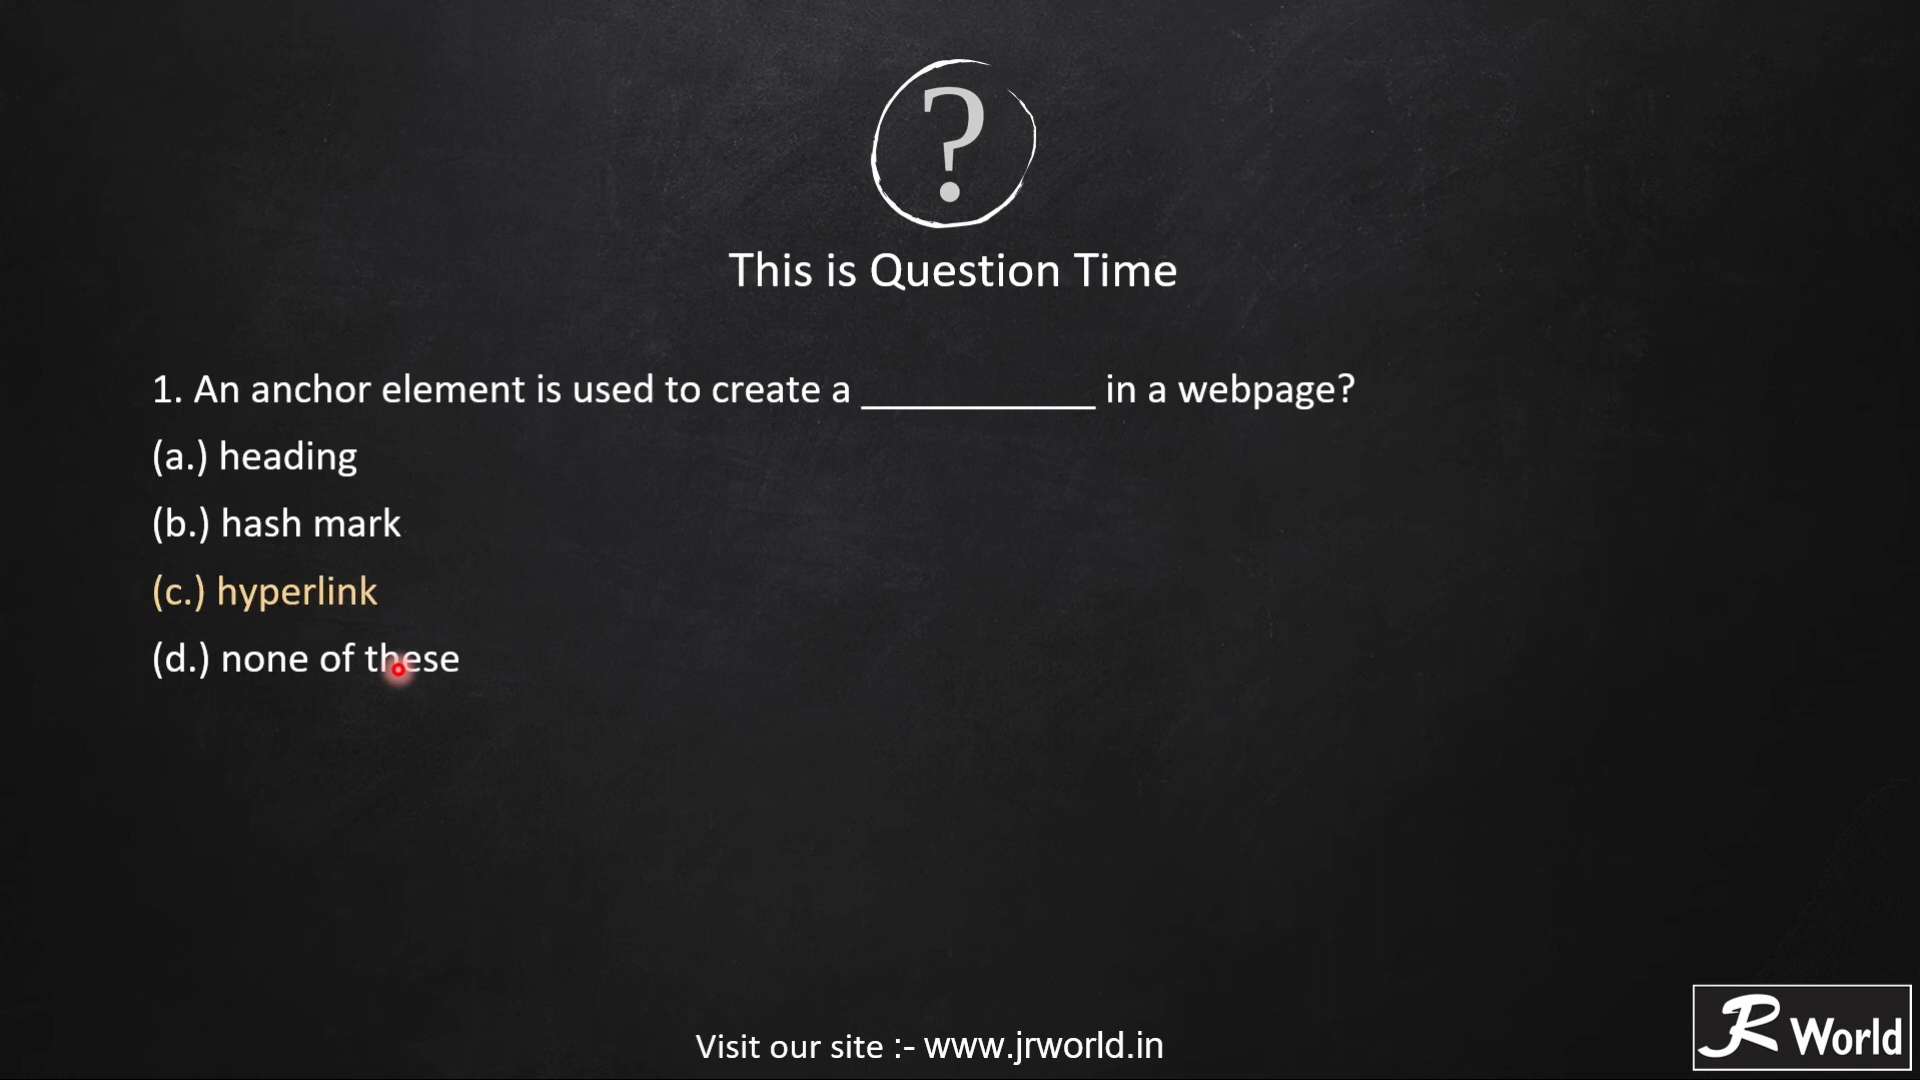 ?
This is Question Time
1. An anchor element is used to create a ___________ in a webpage?
(a.) heading
(b.) hash mark
(c.) hyperlink
(d.) none of these
Visit our site :- www.jrworld.in
JR World